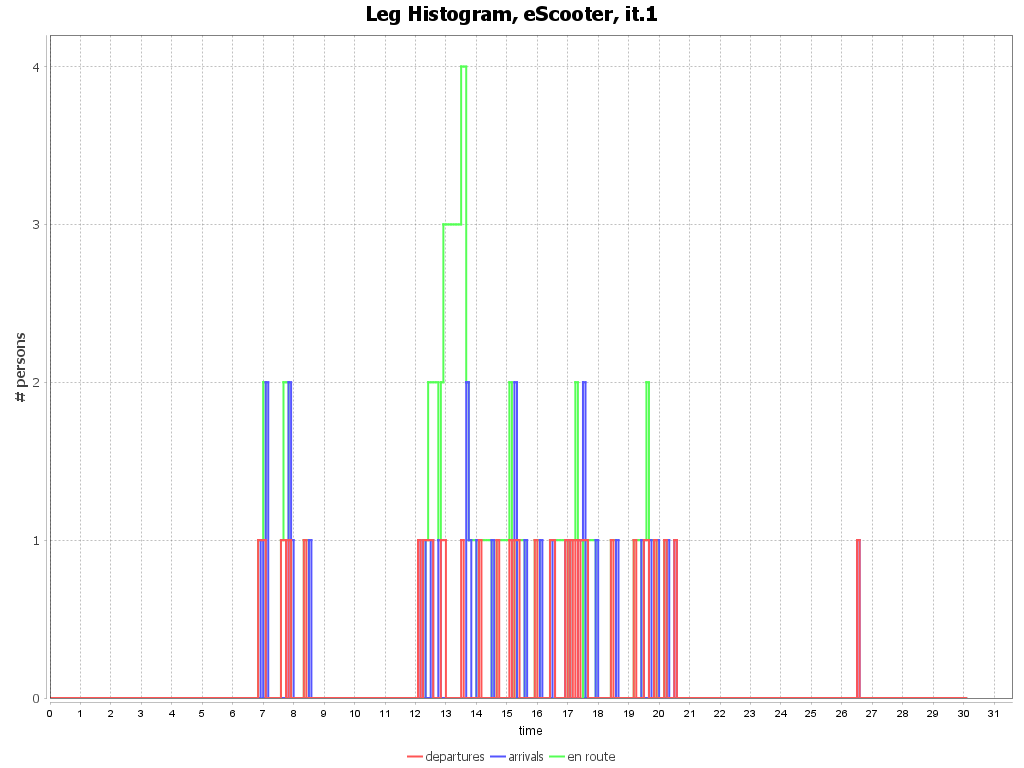 Leg Histogram, eScooter, it.1
# persons
4
3
2
1
0
0 1 2 3 4 5 6 7 8 9 10 11 12 13 14 15 16 17 18 19 20 21 22 23 24 25 26 27 28 29 30 31
time
departures arrivals en route